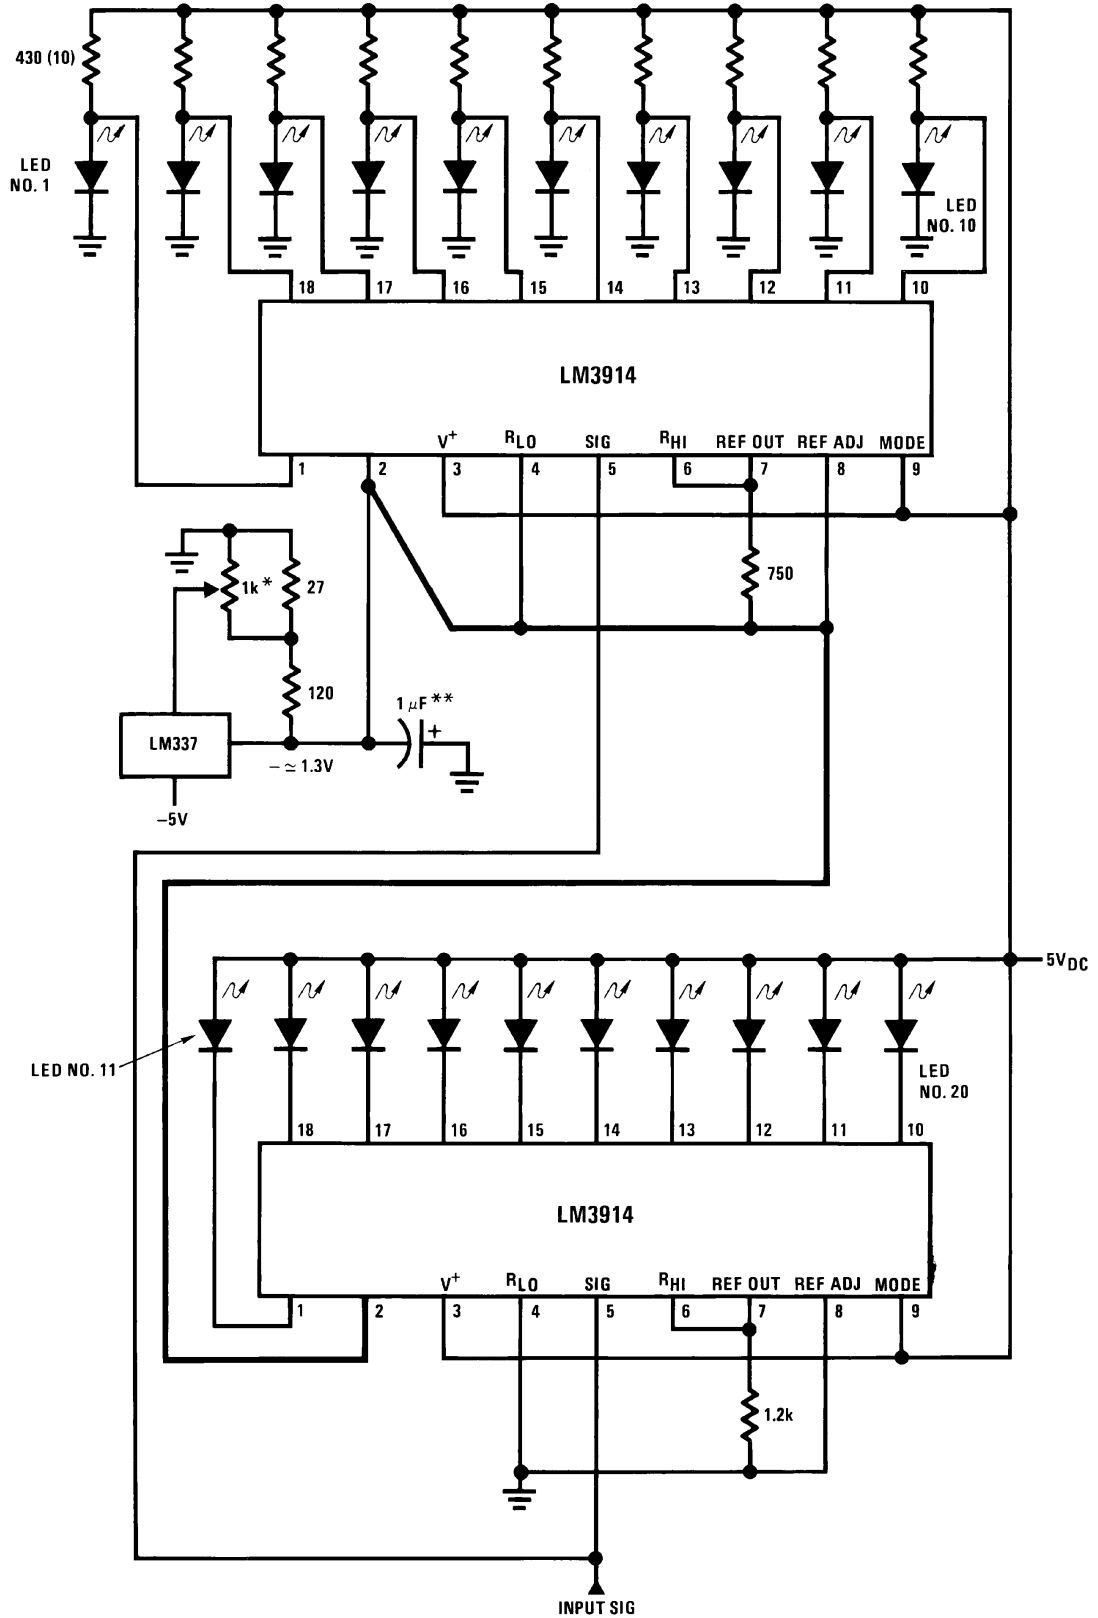 430 (10)
LED
NO. 1
LED
NO. 10
18 17 16 15 14 13 12 11 10
LM3914
V+ RLO SIG RHI REF OUT REF ADJ MODE
1 2 3 4 5 6 7 8 9
1k* 27
750
120
1 µF**
+
LM337
– ≃ 1.3V
–5V
5VDC
LED NO. 11
LED
NO. 20
18 17 16 15 14 13 12 11 10
LM3914
V+ RLO SIG RHI REF OUT REF ADJ MODE
1 2 3 4 5 6 7 8 9
1.2k
INPUT SIG